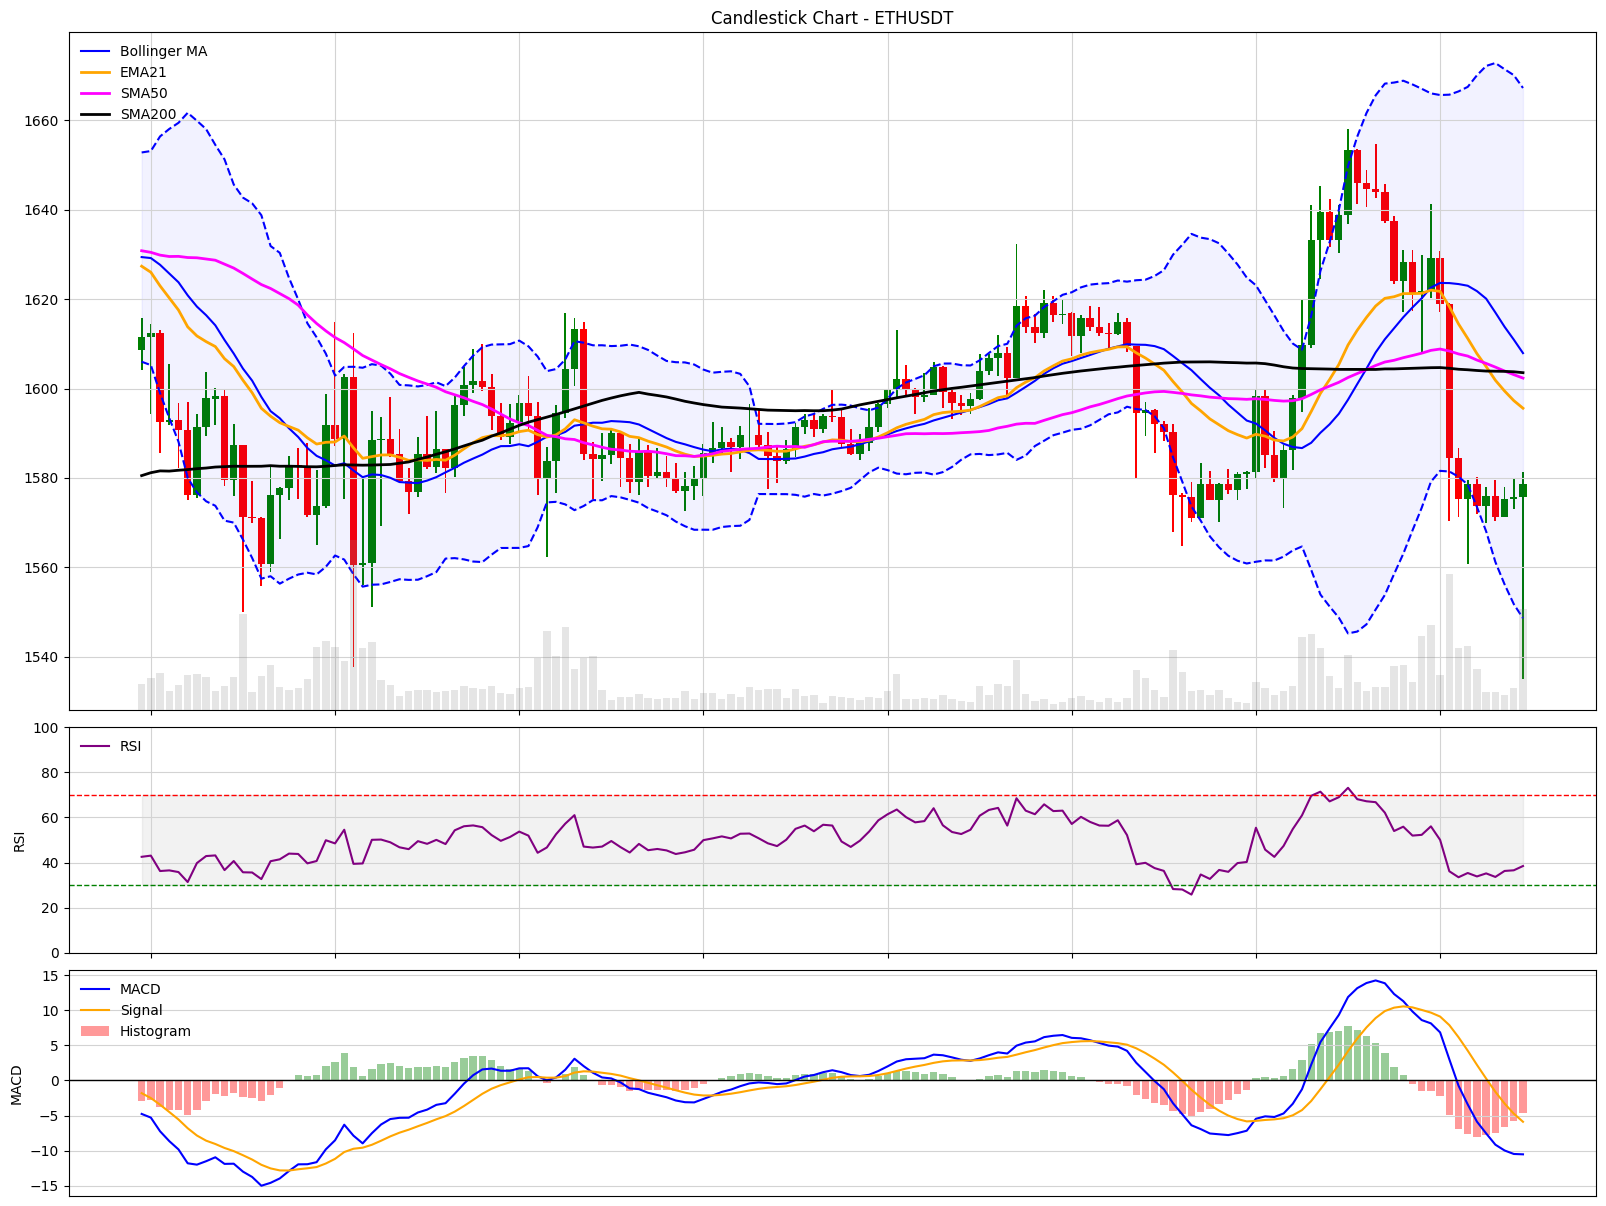 Candlestick Chart - ETHUSDT
Bollinger MA
EMA21
SMA50
SMA200
1660
1640
1620
1600
1580
1560
1540
100
80
60
40
20
0
RSI
RSI
15
10
5
0
−5
−10
−15
MACD
MACD
Signal
Histogram